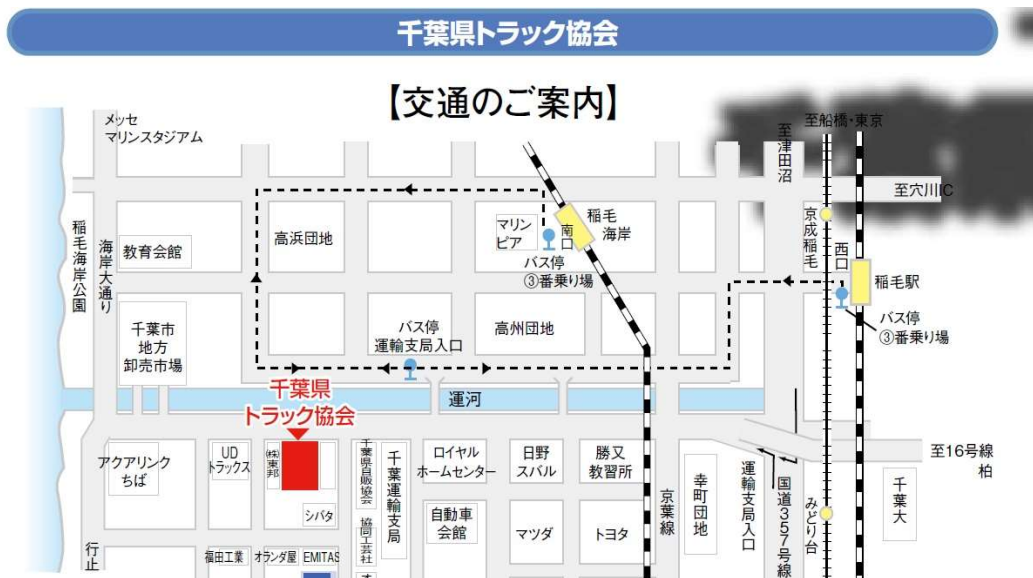 千葉県トラック協会
【交通のご案内】
メッセ
マリンスタジアム
至船橋・東京
至津田沼
至穴川IC
稲毛海岸公園
海岸大通り
教育会館
高浜団地
マリン
ピア
南口
稲毛
海岸
バス停
③番乗り場
京成稲毛
西口
稲毛駅
バス停
③番乗り場
千葉市
地方
卸売市場
バス停
運輸支局入口
高州団地
千葉県
トラック協会
運河
アクアリンク
ちば
UD
トラックス
㈱東邦
千葉県自販協会
千葉運輸支局
ロイヤル
ホームセンター
日野
スバル
勝又
教習所
至16号線
柏
京葉線
幸町団地
運輸支局入口
国道357号線
みどり台
千葉大
シバタ
協同工芸社
自動車
会館
マツダ
トヨタ
行止
福田工業
オランダ屋
EMITAS